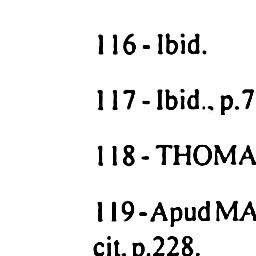 116 - Ibid.
117 - Ibid., p.7
118 - THOMA
119 - Apud MA
cit. p.228.